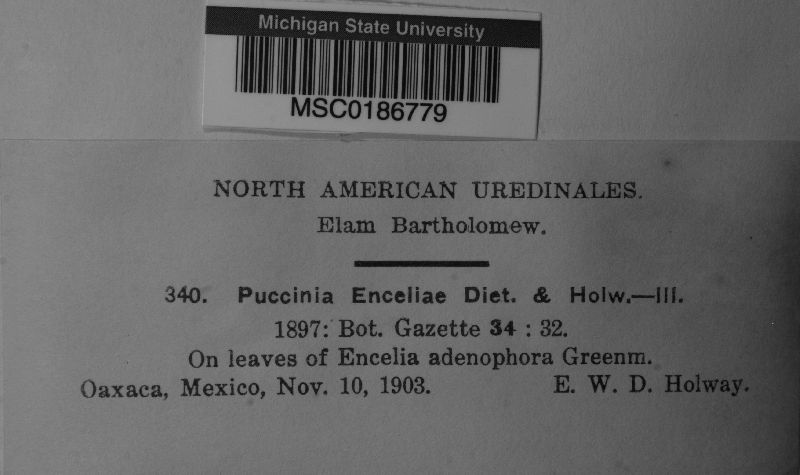 Michigan State University
MSC0186779
NORTH AMERICAN UREDINALES.
Elam Bartholomew.
340. Puccinia Enceliae Diet. & Holw.—III.
1897: Bot. Gazette 34 : 32.
On leaves of Encelia adenophora Greenm.
Oaxaca, Mexico, Nov. 10, 1903. E. W. D. Holway.